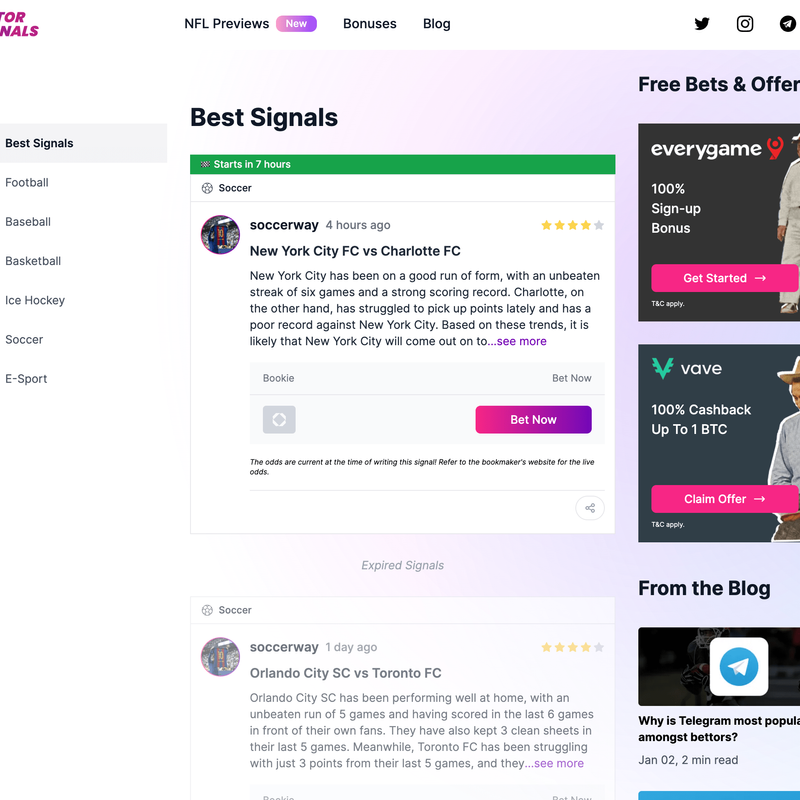 TOR
NALS
NFL Previews New Bonuses Blog
Best Signals
Football
Baseball
Basketball
Ice Hockey
Soccer
E-Sport
Best Signals
Starts in 7 hours
Soccer
soccerway 4 hours ago
New York City FC vs Charlotte FC
New York City has been on a good run of form, with an unbeaten
streak of six games and a strong scoring record. Charlotte, on
the other hand, has struggled to pick up points lately and has a
poor record against New York City. Based on these trends, it is
likely that New York City will come out on to...see more
Bookie Bet Now
Bet Now
The odds are current at the time of writing this signal! Refer to the bookmaker's website for the live
odds.
Expired Signals
Soccer
soccerway 1 day ago
Orlando City SC vs Toronto FC
Orlando City SC has been performing well at home, with an
unbeaten run of 5 games and having scored in the last 6 games
in front of their own fans. They have also kept 3 clean sheets in
their last 5 games. Meanwhile, Toronto FC has been struggling
with just 3 points from their last 5 games, and they...see more
Bookie Bet Now
Free Bets & Offer
everygame
100%
Sign-up
Bonus
Get Started →
T&C apply.
vave
100% Cashback
Up To 1 BTC
Claim Offer →
T&C apply.
From the Blog
Why is Telegram most popula
amongst bettors?
Jan 02, 2 min read